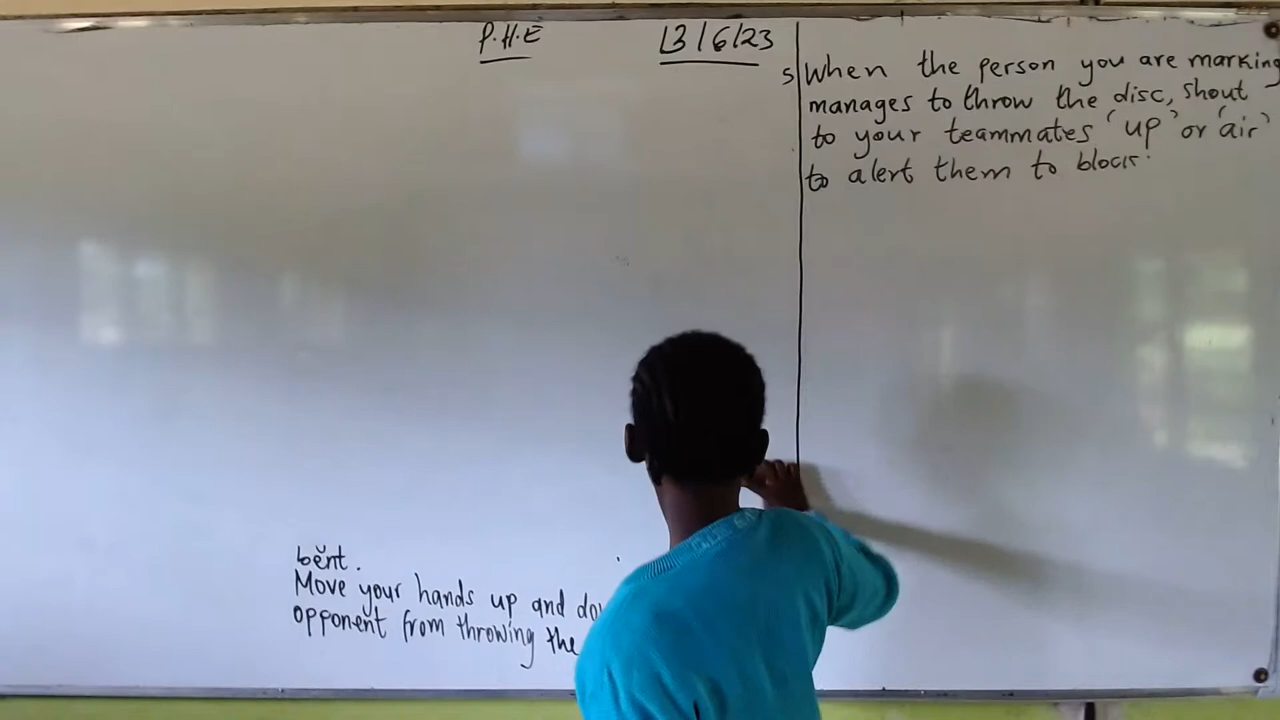 P.H.E
13/6/23
bent.
Move your hands up and
opponent from throwing the
5 When the person you are marking
manages to throw the disc, shout
to your teammates 'up' or 'air'
to alert them to block.